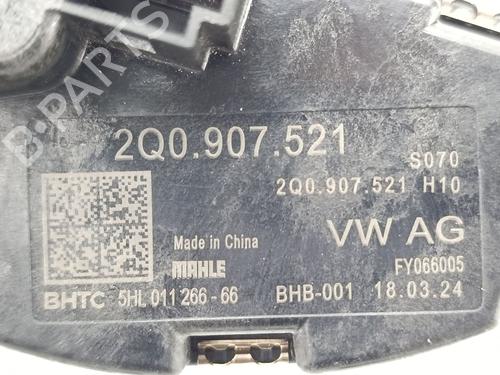 B-PARTS
2Q0.907.521
S070
2Q0.907.521 H10
Made in China
VW AG
MAHLE
FY066005
BHTC 5HL 011 266-66 BHB-001 18.03.24